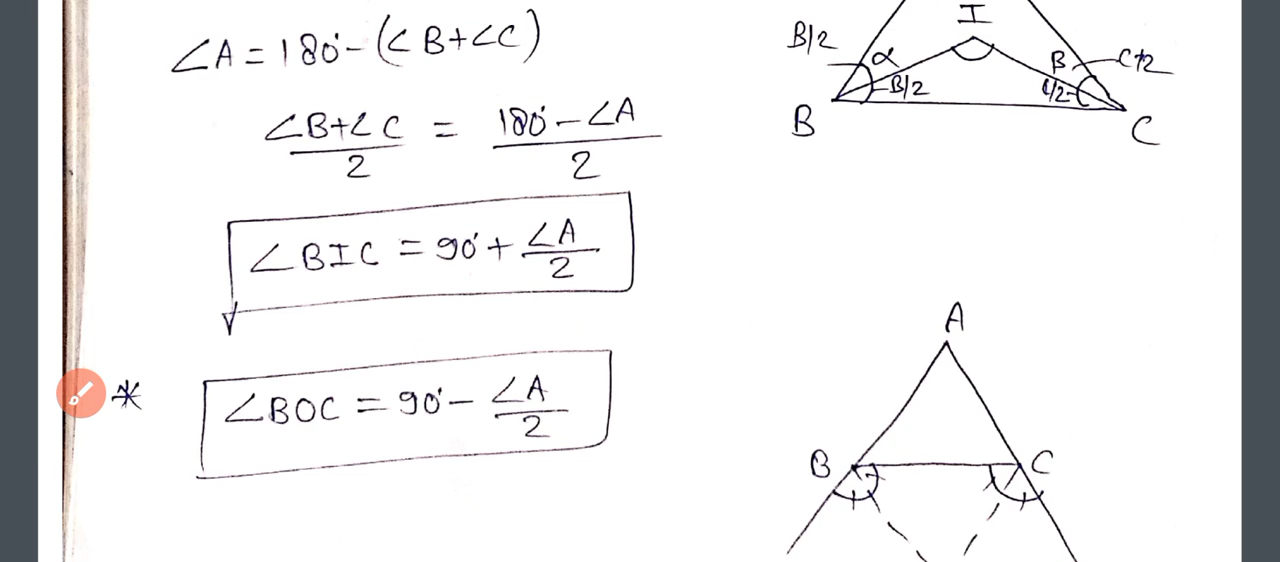 ∠A = 180° - (∠B + ∠C)
∠B + ∠C / 2 = 180° - ∠A / 2
∠BIC = 90° + ∠A / 2
* ∠BOC = 90° - ∠A / 2
I
B/2 α B C/2
B/2 C/2
B C
A
B C